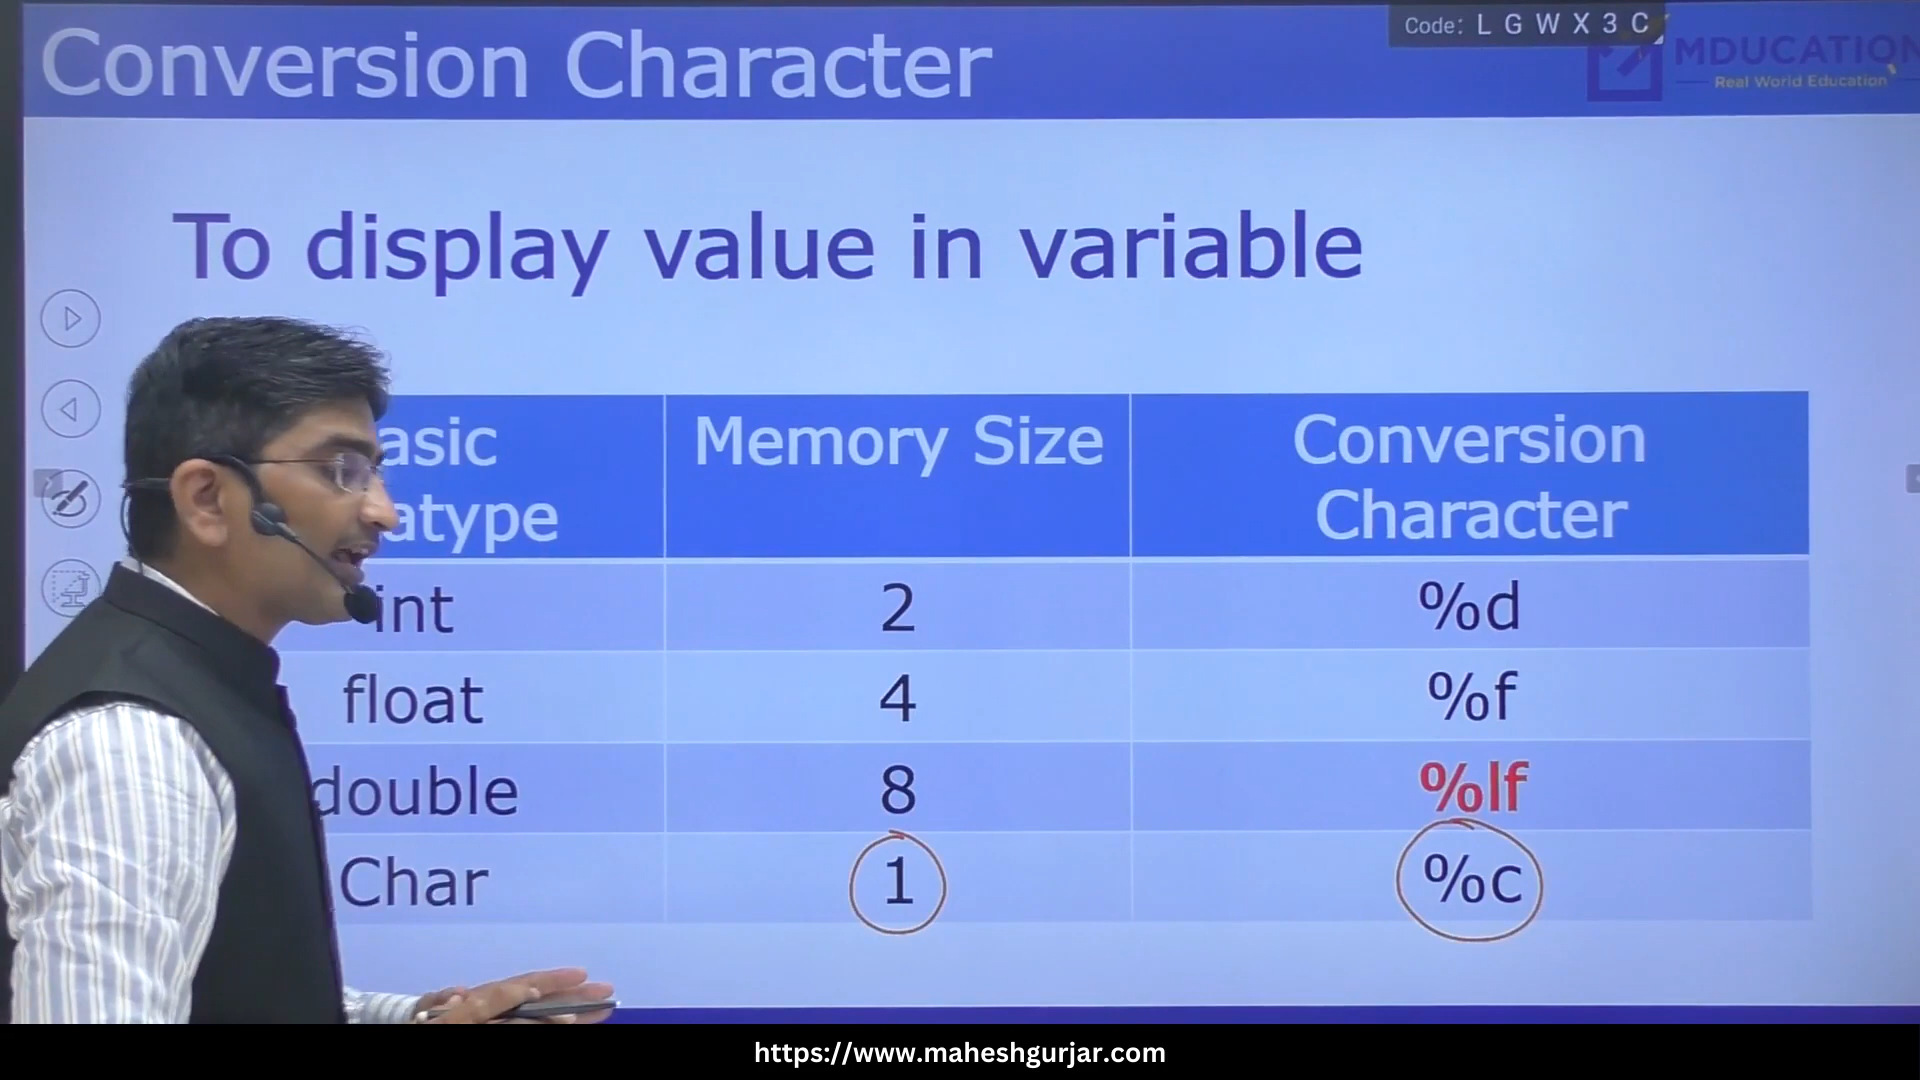 Conversion Character
Code: L G W X 3 C
MDUCATION
Real World Education
To display value in variable
asic
atype
Memory Size
Conversion
Character
int 2 %d
float 4 %f
double 8 %lf
Char 1 %c
https://www.maheshgurjar.com